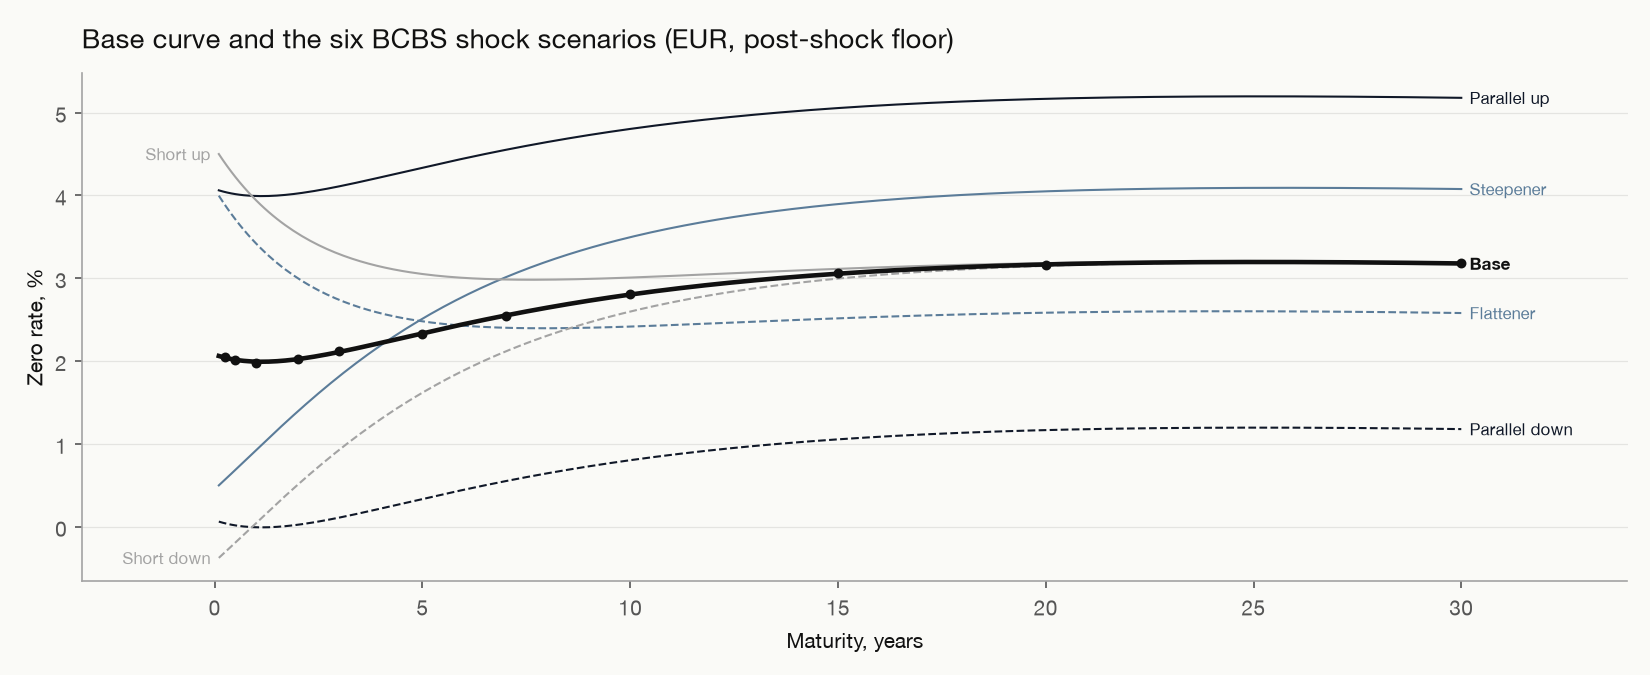 Base curve and the six BCBS shock scenarios (EUR, post-shock floor)
Zero rate, %
5
4
3
2
1
0
Short up
Short down
Parallel up
Steepener
Base
Flattener
Parallel down
0 5 10 15 20 25 30
Maturity, years